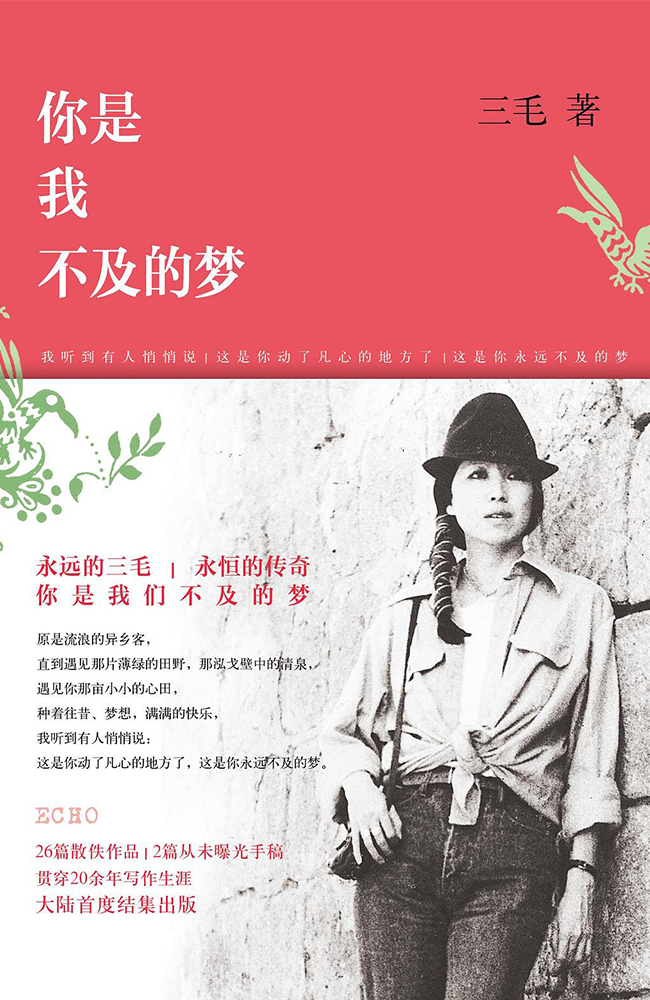 你是
我
不及的梦
三毛 著
我听到有人悄悄说|这是你动了凡心的地方了|这是你永远不及的梦
永远的三毛 | 永恒的传奇
你是我们不及的梦
原是流浪的异乡客，
直到遇见那片薄绿的田野，那泓戈壁中的清泉，
遇见你那亩小小的心田，
种着往昔、梦想，满满的快乐，
我听到有人悄悄说：
这是你动了凡心的地方了，这是你永远不及的梦。
ECHO
26篇散佚作品|2篇从未曝光手稿
贯穿20余年写作生涯
大陆首度结集出版